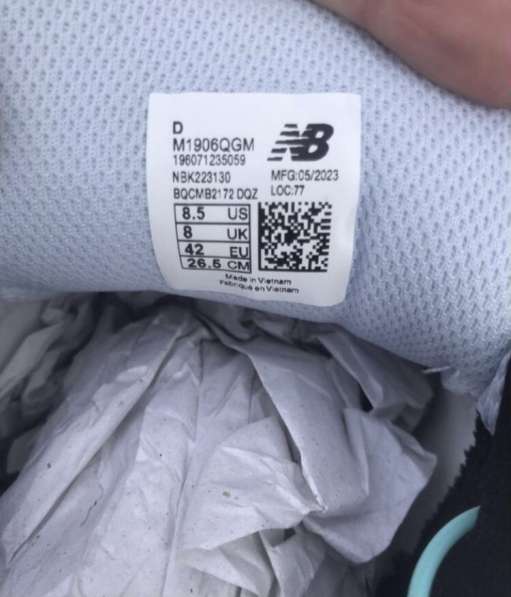 D
M1906QGM
196071235059
NB
NBK223130 MFG:05/2023
BQCMB2172 DQZ LOC:77
8.5 US
8 UK
42 EU
26.5 CM
Made in Vietnam
Fabriqué en Vietnam